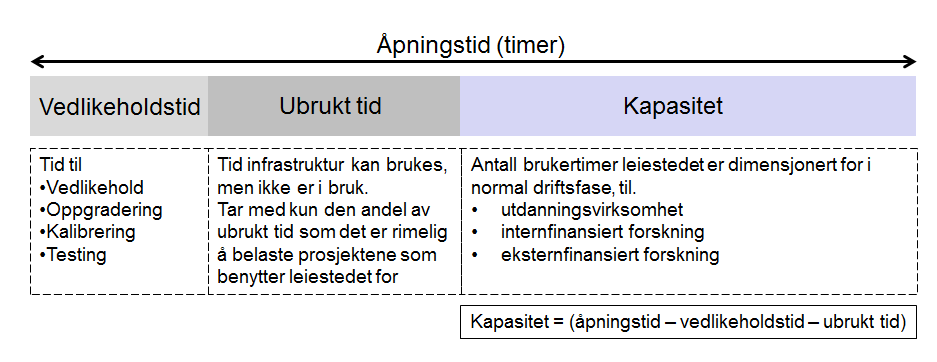 Åpningstid (timer)
Vedlikeholdstid
Ubrukt tid
Kapasitet
Tid til
•Vedlikehold
•Oppgradering
•Kalibrering
•Testing
Tid infrastruktur kan brukes,
men ikke er i bruk.
Tar med kun den andel av
ubrukt tid som det er rimelig
å belaste prosjektene som
benytter leiestedet for
Antall brukertimer leiestedet er dimensjonert for i
normal driftsfase, til.
• utdanningsvirksomhet
• internfinansiert forskning
• eksternfinansiert forskning
Kapasitet = (åpningstid – vedlikeholdstid – ubrukt tid)